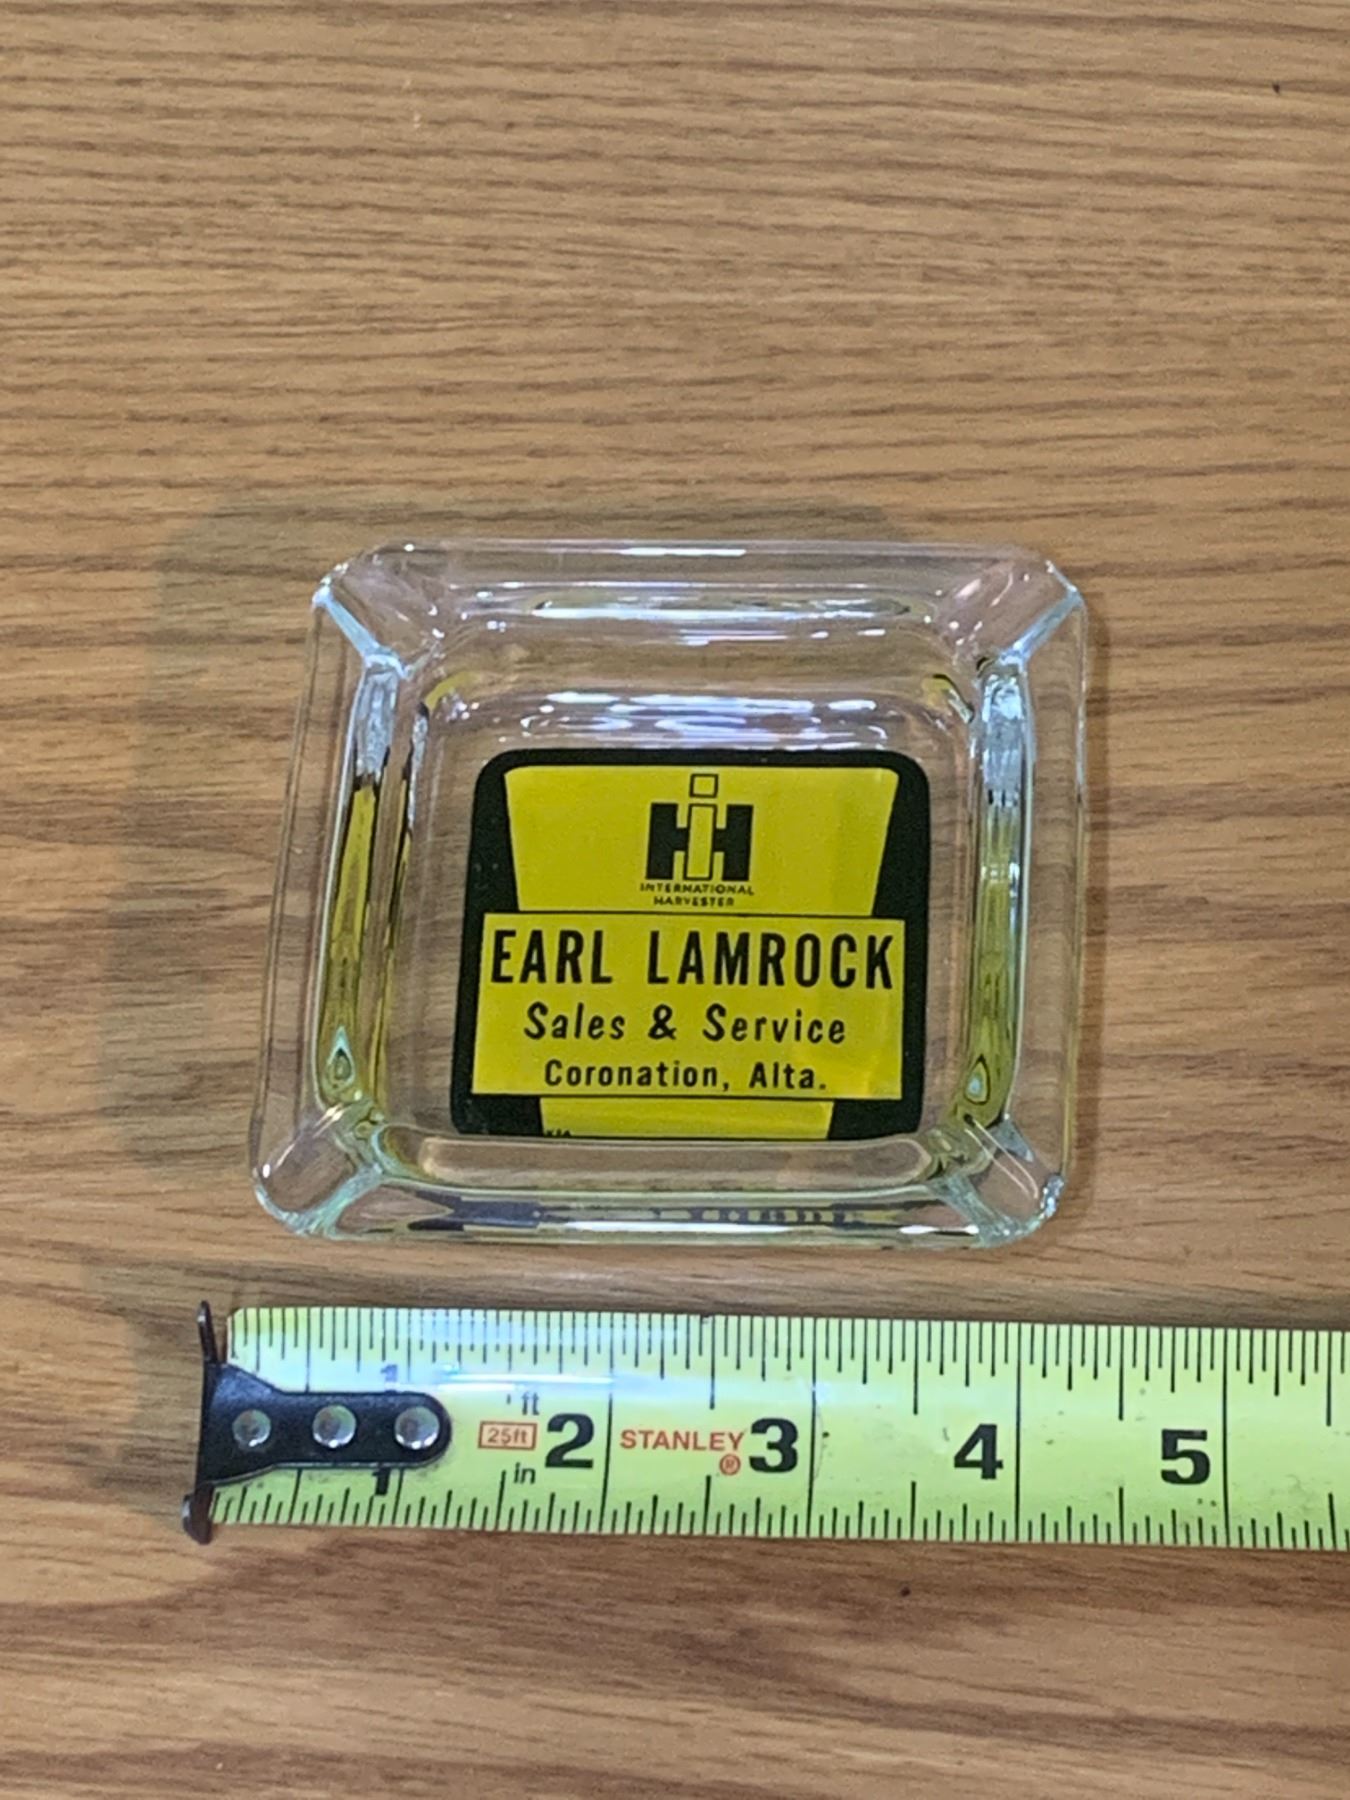 IH
INTERNATIONAL
HARVESTER
EARL LAMROCK
Sales & Service
Coronation, Alta.
1
ft
25ft 2 STANLEY® 3 4 5
in
1